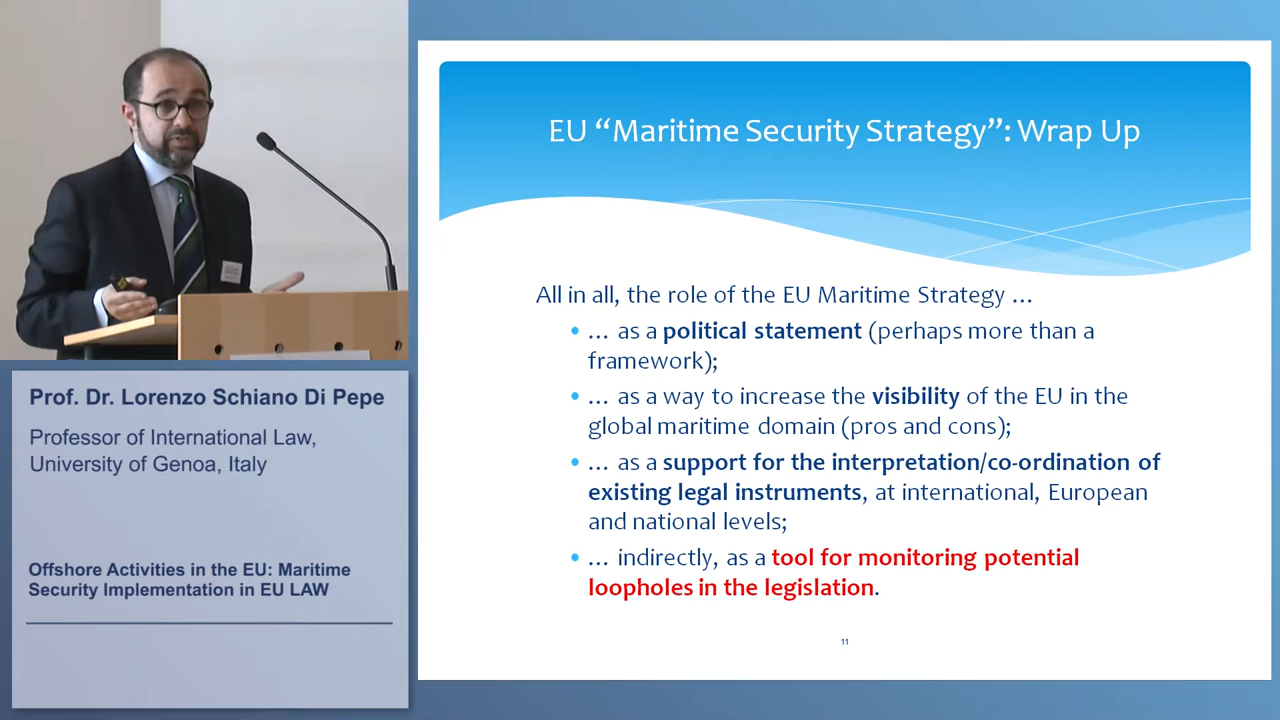 EU “Maritime Security Strategy”: Wrap Up
All in all, the role of the EU Maritime Strategy ...
• ... as a political statement (perhaps more than a
framework);
• ... as a way to increase the visibility of the EU in the
global maritime domain (pros and cons);
• ... as a support for the interpretation/co-ordination of
existing legal instruments, at international, European
and national levels;
• ... indirectly, as a tool for monitoring potential
loopholes in the legislation.
11
Prof. Dr. Lorenzo Schiano Di Pepe
Professor of International Law,
University of Genoa, Italy
Offshore Activities in the EU: Maritime
Security Implementation in EU LAW